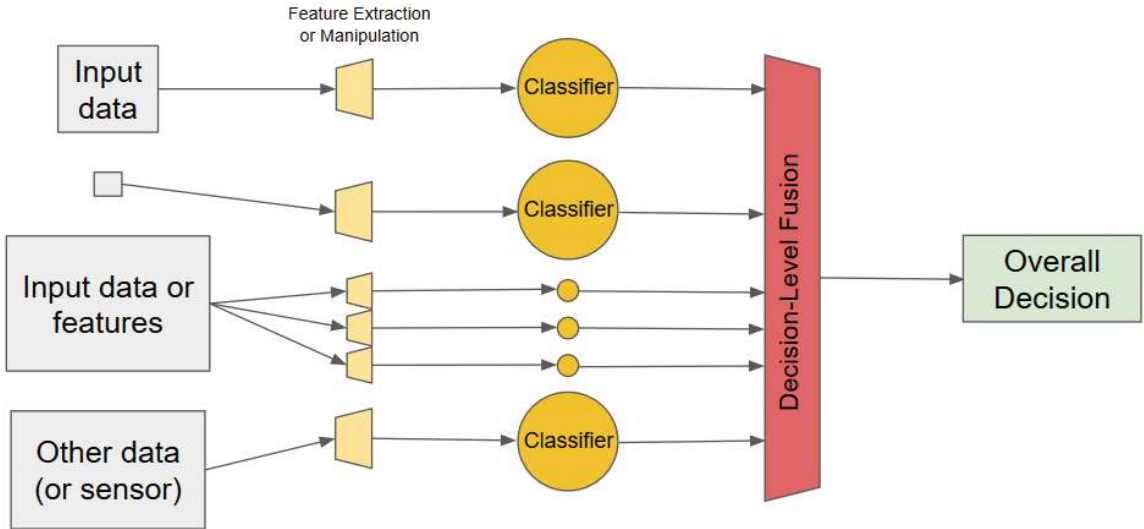 Feature Extraction
or Manipulation
Input
data
Classifier
Classifier
Input data or
features
Other data
(or sensor)
Classifier
Decision-Level Fusion
Overall
Decision